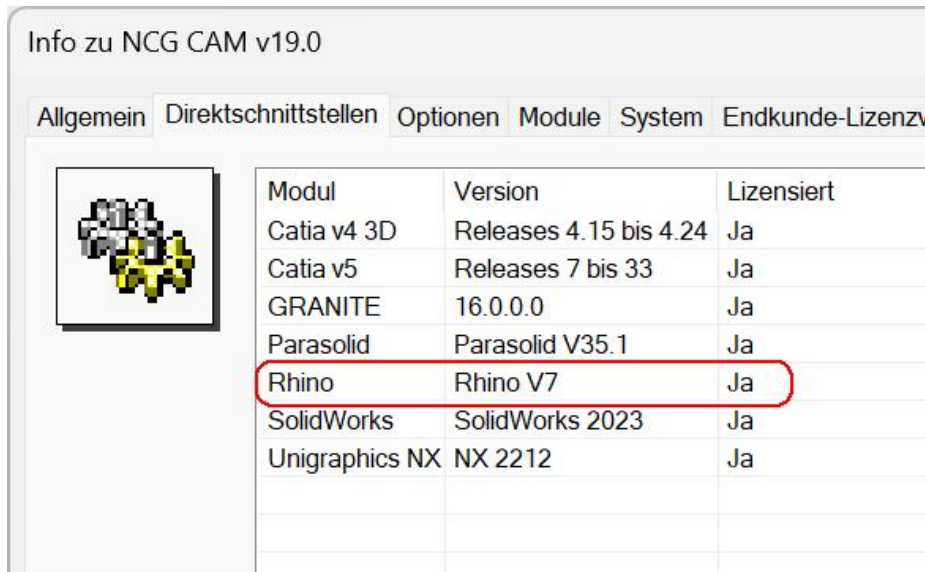 Info zu NCG CAM v19.0
Allgemein Direktschnittstellen Optionen Module System
Modul Version Lizensiert
Catia v4 3D Releases 4.15 bis 4.24 Ja
Catia v5 Releases 7 bis 33 Ja
GRANITE 16.0.0.0 Ja
Parasolid Parasolid V35.1 Ja
Rhino Rhino V7 Ja
SolidWorks SolidWorks 2023 Ja
Unigraphics NX NX 2212 Ja